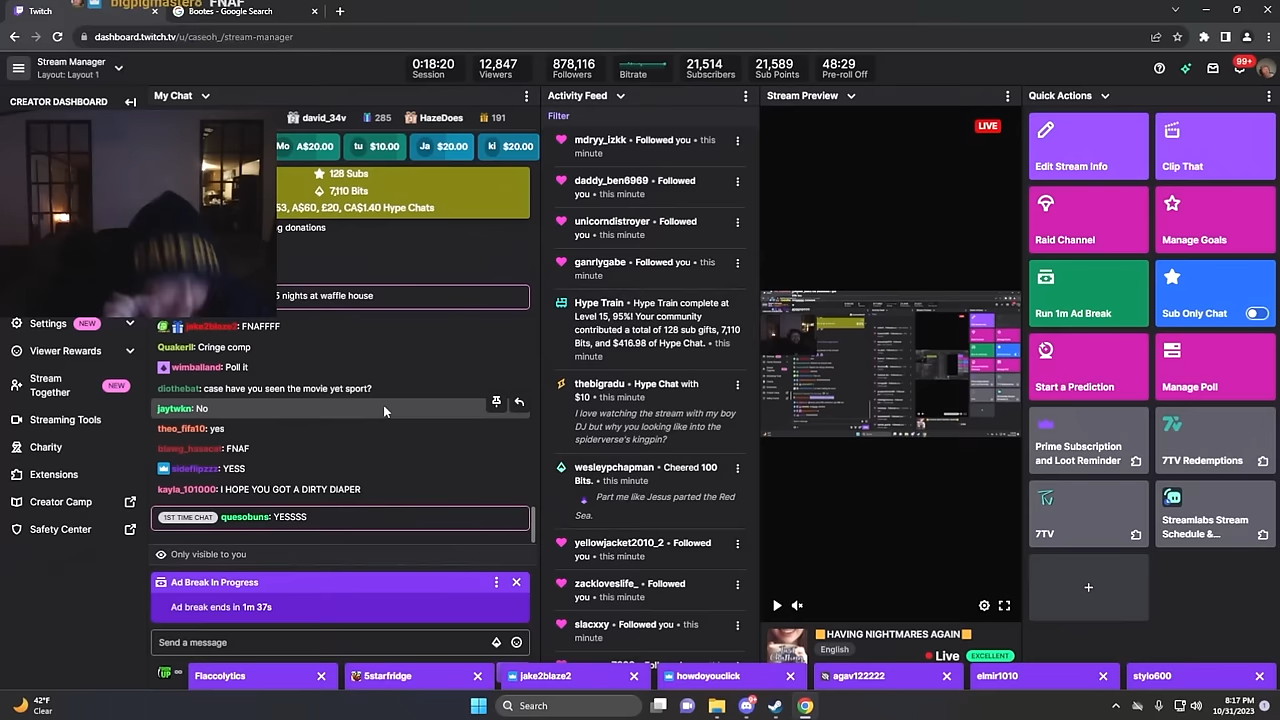 bigpigmaster0 FNAF
Twitch
Bootes - Google Search
dashboard.twitch.tv/u/caseoh_/stream-manager
Stream Manager
Layout: Layout 1
0:18:20
Session
12,847
Viewers
878,116
Followers
Bitrate
21,514
Subscribers
21,589
Sub Points
48:29
Pre-roll Off
99+
CREATOR DASHBOARD
Settings NEW
Viewer Rewards
Stream
Together NEW
Streaming Tools
Charity
Extensions
Creator Camp
Safety Center
My Chat
david_34v 285 HazeDoes 191
Mo A$20.00 tu $10.00 Ja $20.00 ki $20.00
128 Subs
7,110 Bits
53, A$60, £20, CA$1.40 Hype Chats
g donations
5 nights at waffle house
jake2blaze2: FNAFFFF
Qualrl: Cringe comp
wimballand: Poll it
case have you seen the movie yet sport?
jaytwkn: No
theo_fifa10: yes
FNAF
sideflipzzz: YESS
kayla_101000: I HOPE YOU GOT A DIRTY DIAPER
1ST TIME CHAT quesobuns: YESSSS
Only visible to you
Ad Break In Progress
Ad break ends in 1m 37s
Send a message
Activity Feed
Filter
mdryy_izkk • Followed you • this
minute
daddy_ben6969 • Followed
you • this minute
unicorndistroyer • Followed
you • this minute
ganrlygabe • Followed you • this
minute
Hype Train • Hype Train complete at
Level 15, 95%! Your community
contributed a total of 128 sub gifts, 7,110
Bits, and $416.98 of Hype Chat. • this
minute
Hype Chat with
$10 • this minute
I love watching the stream with my boy
DJ but why you looking like into the
spiderverse's kingpin?
wesleypchapman • Cheered 100
Bits. • this minute
Part me like Jesus parted the Red
Sea.
yellowjacket2010_2 • Followed
you • this minute
zackloveslife_ • Followed
you • this minute
slacxxy • Followed you • this
minute
Stream Preview
LIVE
HAVING NIGHTMARES AGAIN
English
Live EXCELLENT
Quick Actions
Edit Stream Info
Clip That
Raid Channel
Manage Goals
Run 1m Ad Break
Sub Only Chat
Start a Prediction
Manage Poll
Prime Subscription
and Loot Reminder
7TV Redemptions
7TV
Streamlabs Stream
Schedule &...
Flaccolytics
5starfridge
jake2blaze2
howdoyouclick
agav122222
elmir1010
stylo600
42°F
Clear
Search
8:17 PM
10/31/2023